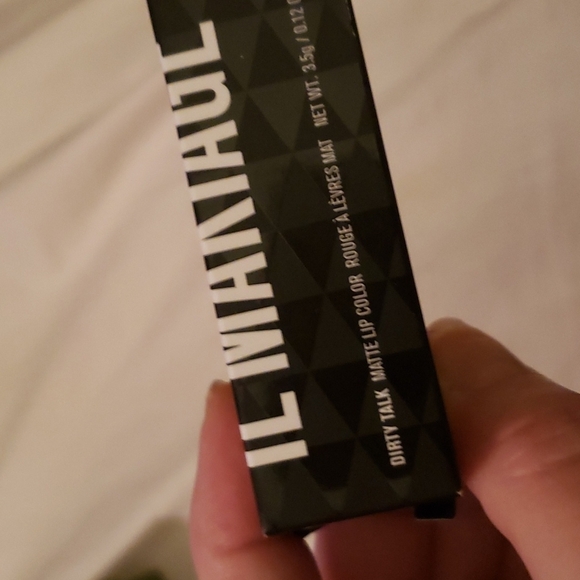 IL MAKIAGE
DIRTY TALK MATTE LIP COLOR ROUGE À LÈVRES MAT NET WT. 3.5g / 0.12